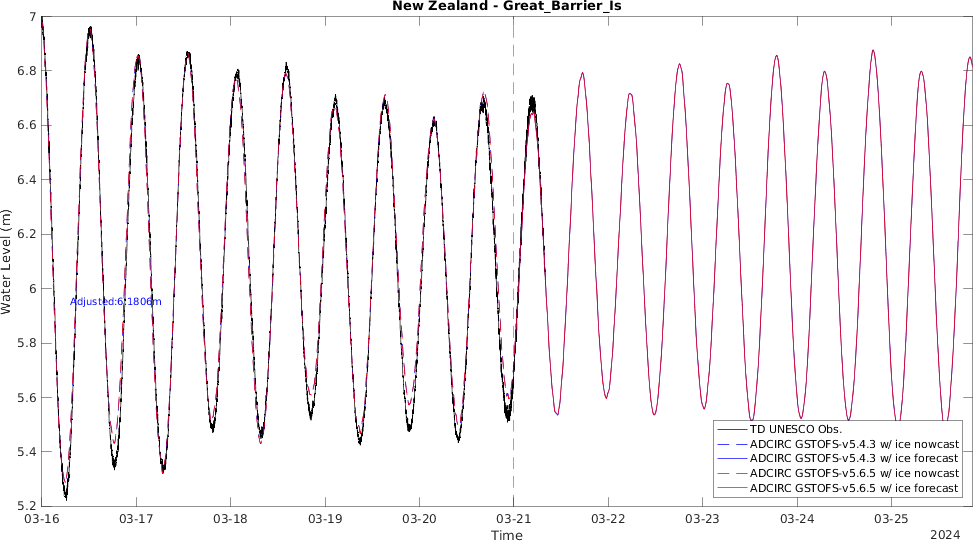 New Zealand - Great_Barrier_Is
7
6.8
6.6
6.4
6.2
6
5.8
5.6
5.4
5.2
Water Level (m)
Adjusted:6.1806m
TD UNESCO Obs.
ADCIRC GSTOFS-v5.4.3 w/ ice nowcast
ADCIRC GSTOFS-v5.4.3 w/ ice forecast
ADCIRC GSTOFS-v5.6.5 w/ ice nowcast
ADCIRC GSTOFS-v5.6.5 w/ ice forecast
03-16 03-17 03-18 03-19 03-20 03-21 03-22 03-23 03-24 03-25
Time
2024